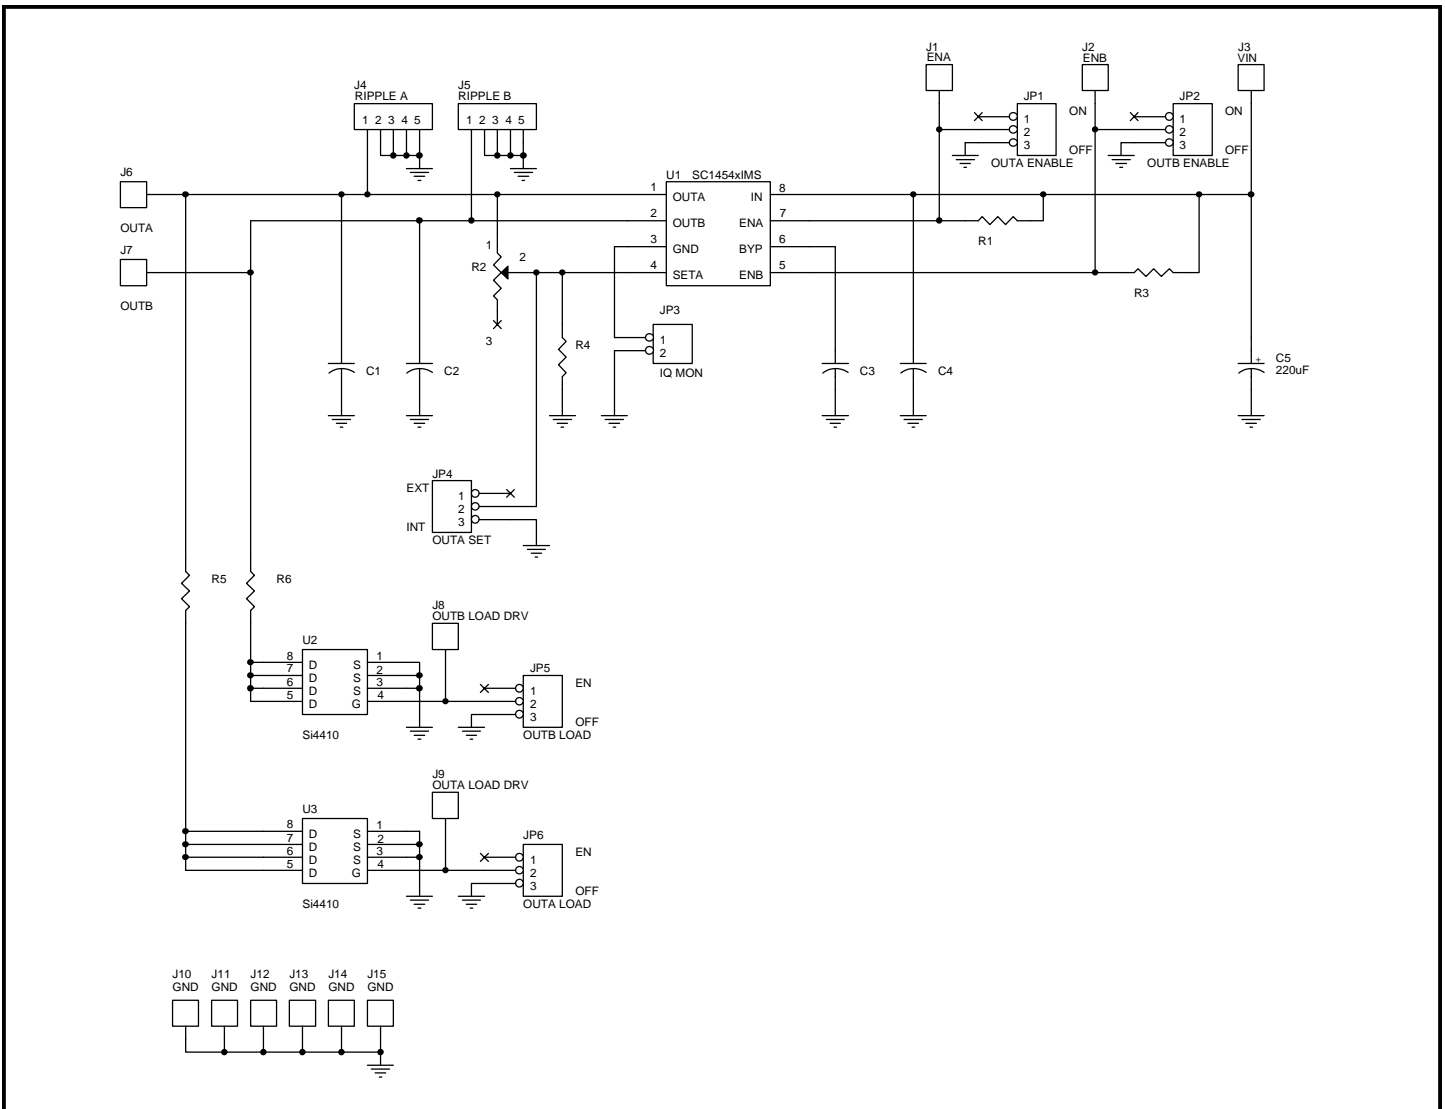 J1
ENA
J2
ENB
J3
VIN
J4
RIPPLE A
1 2 3 4 5
J5
RIPPLE B
1 2 3 4 5
JP1
1
2
3
ON
OFF
OUTA ENABLE
JP2
1
2
3
ON
OFF
OUTB ENABLE
J6
OUTA
J7
OUTB
U1 SC1454xIMS
1 OUTA IN 8
2 OUTB ENA 7
3 GND BYP 6
4 SETA ENB 5
R1
R3
1
R2
2
3
R4
JP3
1
2
IQ MON
C1
C2
C3
C4
+
C5
220uF
JP4
EXT
1
2
INT
3
OUTA SET
R5
R6
J8
OUTB LOAD DRV
U2
8 D S 1
7 D S 2
6 D S 3
5 D G 4
Si4410
JP5
1
2
3
EN
OFF
OUTB LOAD
J9
OUTA LOAD DRV
U3
8 D S 1
7 D S 2
6 D S 3
5 D G 4
Si4410
JP6
1
2
3
EN
OFF
OUTA LOAD
J10 J11 J12 J13 J14 J15
GND GND GND GND GND GND